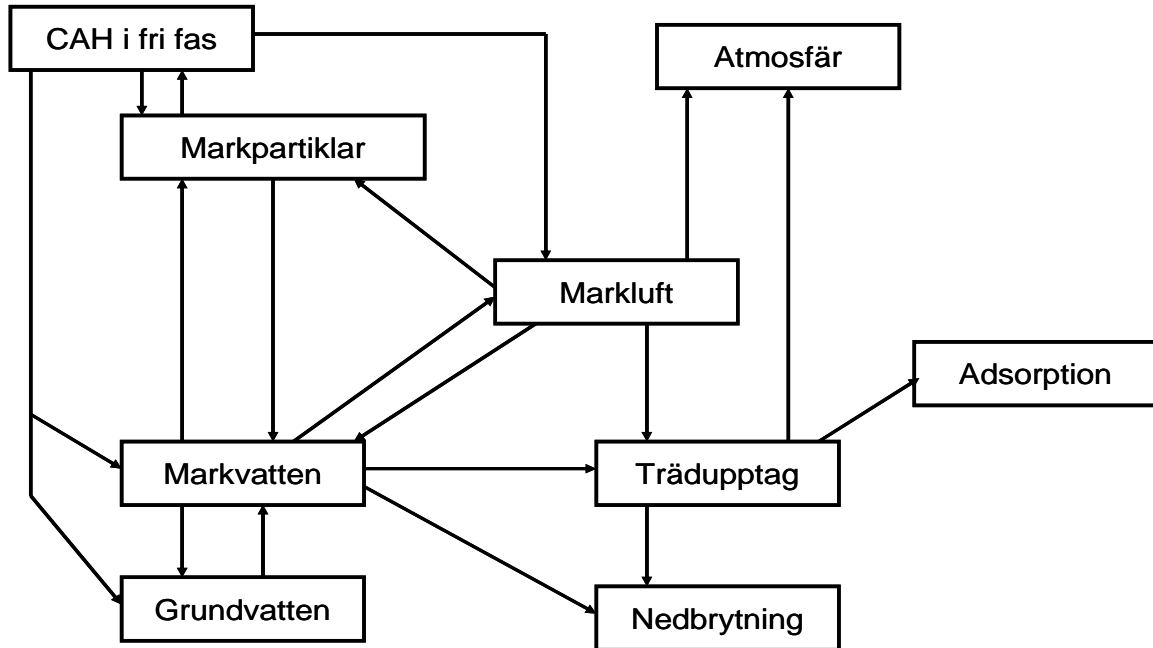 CAH i fri fas
Atmosfär
Markpartiklar
Markluft
Adsorption
Markvatten
Trädupptag
Grundvatten
Nedbrytning